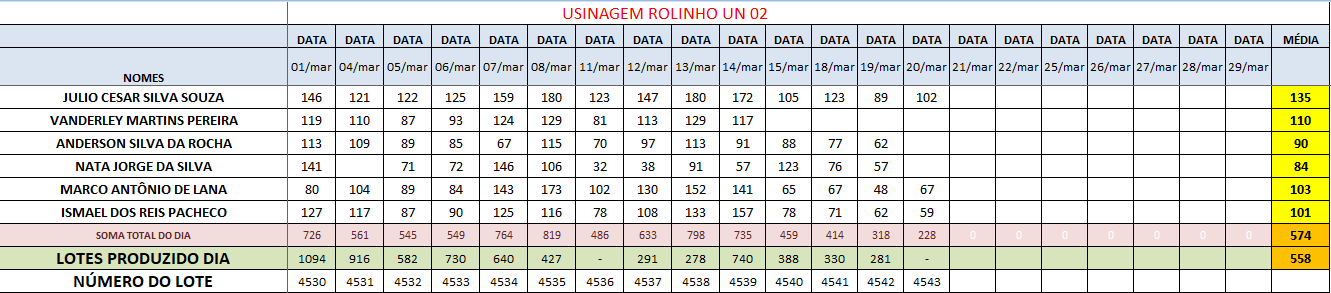 USINAGEM ROLINHO UN 02
DATA DATA DATA DATA DATA DATA DATA DATA DATA DATA DATA DATA DATA DATA DATA DATA DATA DATA DATA DATA DATA MÉDIA
NOMES 01/mar 04/mar 05/mar 06/mar 07/mar 08/mar 11/mar 12/mar 13/mar 14/mar 15/mar 18/mar 19/mar 20/mar 21/mar 22/mar 25/mar 26/mar 27/mar 28/mar 29/mar
JULIO CESAR SILVA SOUZA 146 121 122 125 159 180 123 147 180 172 105 123 89 102 135
VANDERLEY MARTINS PEREIRA 119 110 87 93 124 129 81 113 129 117 110
ANDERSON SILVA DA ROCHA 113 109 89 85 67 115 70 97 113 91 88 77 62 90
NATA JORGE DA SILVA 141 71 72 146 106 32 38 91 57 123 76 57 84
MARCO ANTÔNIO DE LANA 80 104 89 84 143 173 102 130 152 141 65 67 48 67 103
ISMAEL DOS REIS PACHECO 127 117 87 90 125 116 78 108 133 157 78 71 62 59 101
SOMA TOTAL DO DIA 726 561 545 549 764 819 486 633 798 735 459 414 318 228 0 0 0 0 0 0 0 574
LOTES PRODUZIDO DIA 1094 916 582 730 640 427 - 291 278 740 388 330 281 - 558
NÚMERO DO LOTE 4530 4531 4532 4533 4534 4535 4536 4537 4538 4539 4540 4541 4542 4543